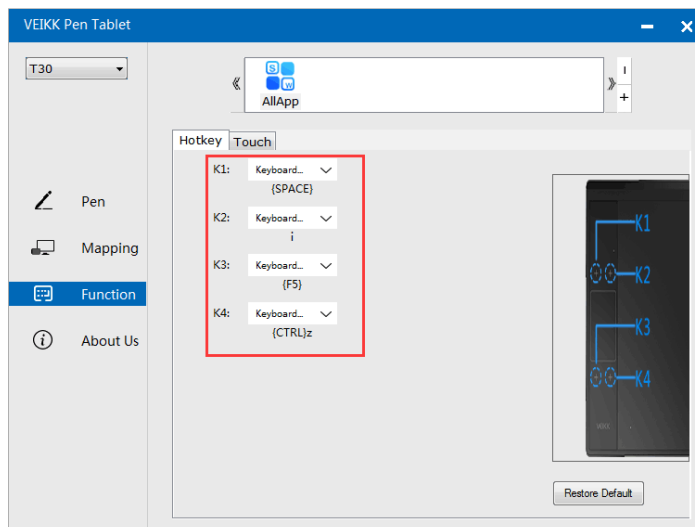 VEIKK Pen Tablet
T30
AllApp
Hotkey Touch
K1: Keyboard...
{SPACE}
K2: Keyboard...
i
K3: Keyboard...
{F5}
K4: Keyboard...
{CTRL}z
Pen
Mapping
Function
About Us
K1
K2
K3
K4
VEIKK
Restore Default